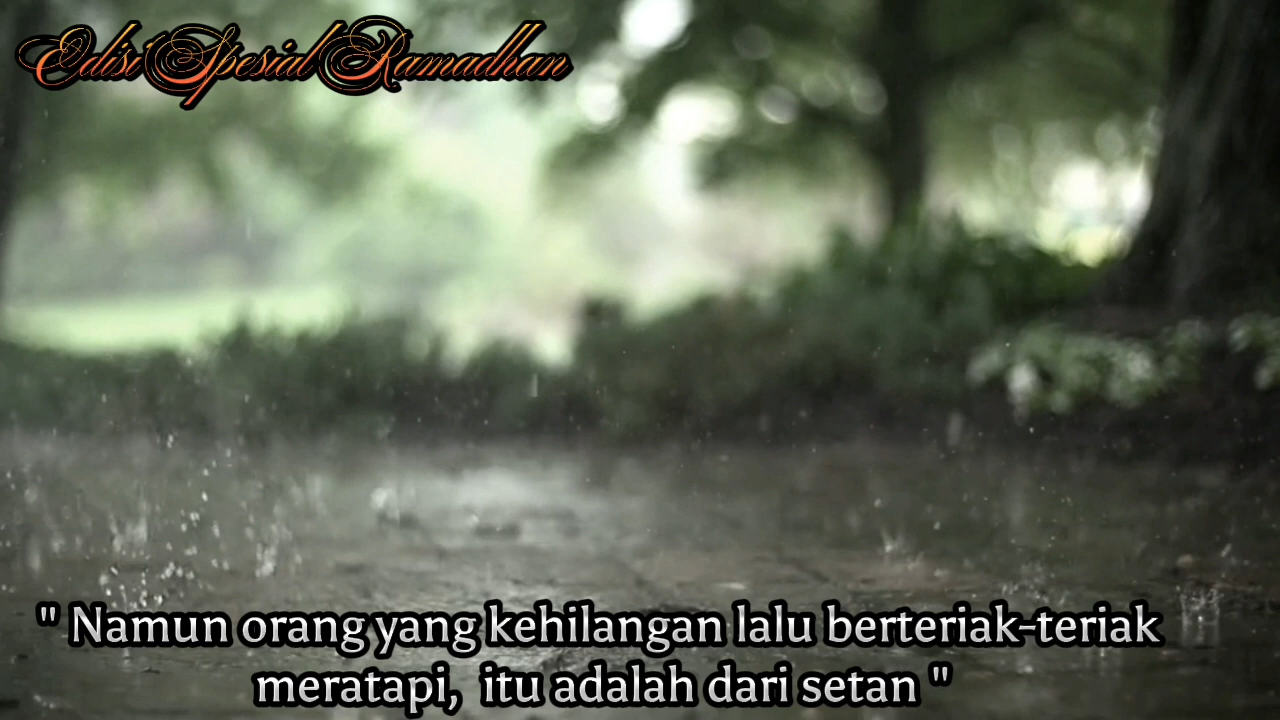 Edisi Spesial Ramadhan
" Namun orang yang kehilangan lalu berteriak-teriak
meratapi, itu adalah dari setan "